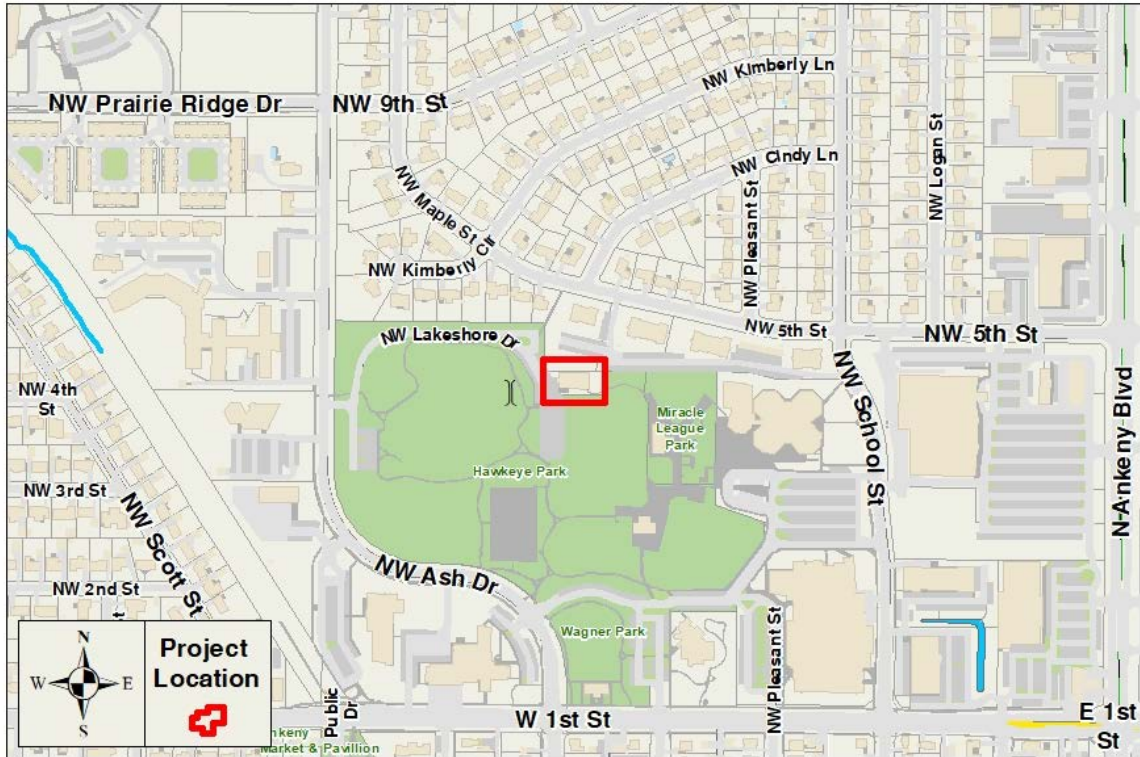 NW Prairie Ridge Dr
NW 9th St
NW Kimberly Ln
NW Cindy Ln
NW Logan St
NW Maple St
NW Kimberly Cir
NW Pleasant St
NW 5th St
NW 5th St
NW Lakeshore Dr
NW 4th
St
Miracle
League
Park
NW School St
N Ankeny Blvd
Hawkeye Park
NW 3rd St
NW Scott St
NW Ash Dr
NW 2nd St
Wagner Park
NW Pleasant St
N
W E
S
Project
Location
Public
Dr
W 1st St
E 1st
St
nkeny
Market & Pavillion